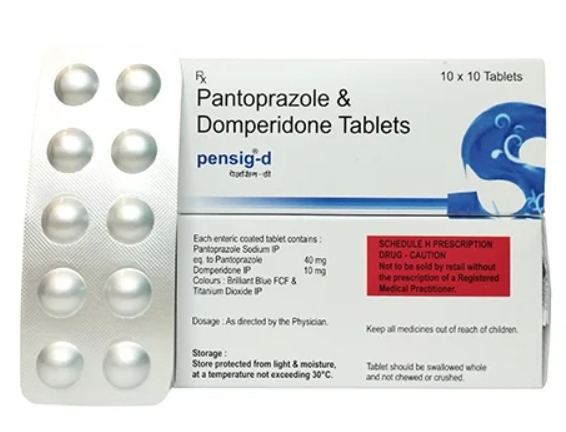 Rx
10 x 10 Tablets
Pantoprazole &
Domperidone Tablets
pensig®-d
Each enteric coated tablet contains :
Pantoprazole Sodium IP
eq. to Pantoprazole 40 mg
Domperidone IP 10 mg
Colours : Brilliant Blue FCF &
Titanium Dioxide IP
Dosage : As directed by the Physician.
Storage :
Store protected from light & moisture,
at a temperature not exceeding 30°C.
SCHEDULE H PRESCRIPTION
DRUG - CAUTION
Not to be sold by retail without
the prescription of a Registered
Medical Practitioner.
Keep all medicines out of reach of children.
Tablet should be swallowed whole
and not chewed or crushed.